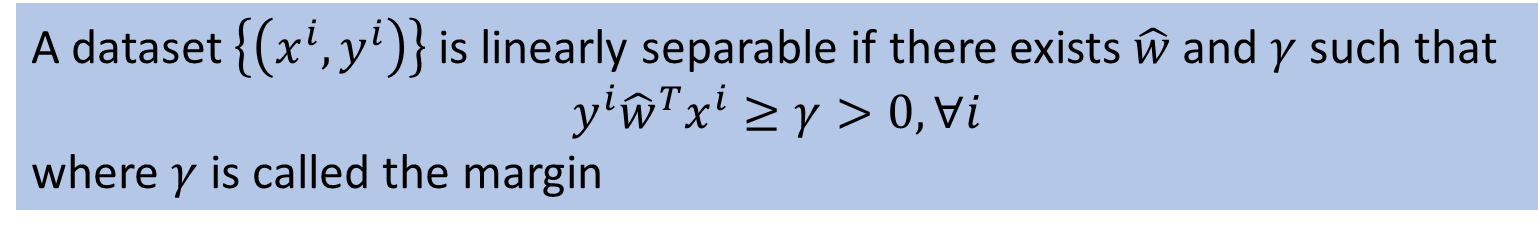 A dataset {(xⁱ, yⁱ)} is linearly separable if there exists ŵ and γ such that
yⁱŵᵀxⁱ ≥ γ > 0, ∀i
where γ is called the margin